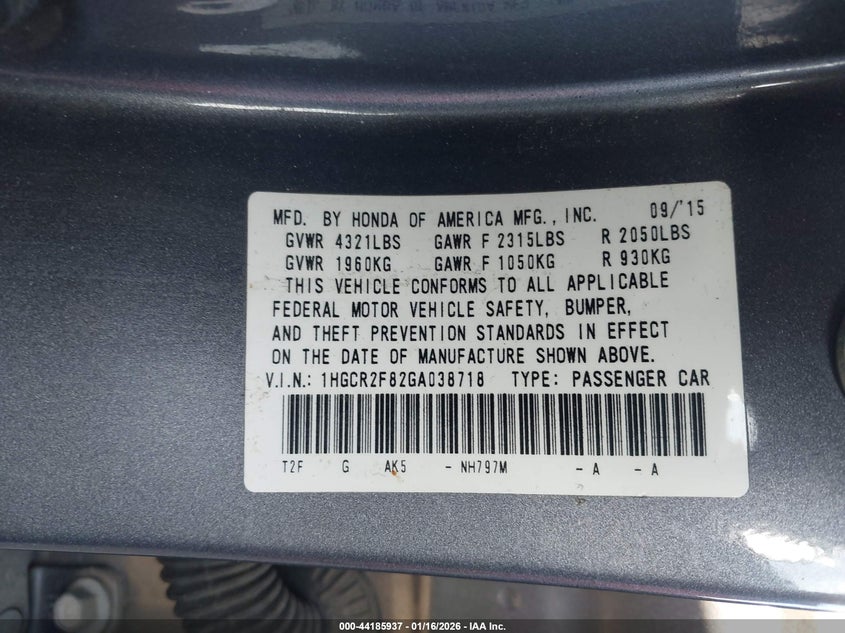 MFD. BY HONDA OF AMERICA MFG., INC. 09/'15
GVWR 4321LBS GAWR F 2315LBS R 2050LBS
GVWR 1960KG GAWR F 1050KG R 930KG
THIS VEHICLE CONFORMS TO ALL APPLICABLE
FEDERAL MOTOR VEHICLE SAFETY, BUMPER,
AND THEFT PREVENTION STANDARDS IN EFFECT
ON THE DATE OF MANUFACTURE SHOWN ABOVE.
V.I.N.: 1HGCR2F82GA038718 TYPE: PASSENGER CAR
T2F G AK5 - NH797M - A - A
000-44185937 - 01/16/2026 - IAA Inc.